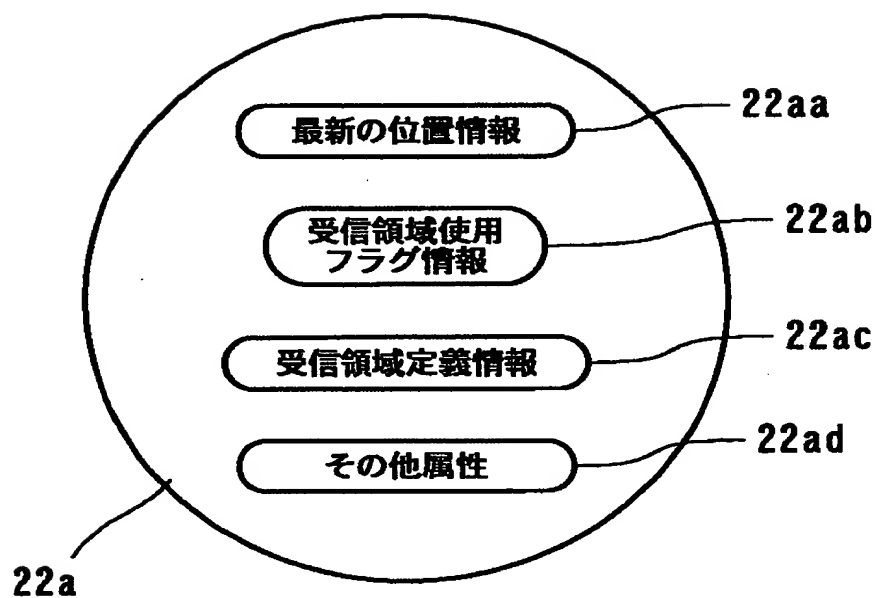 最新の位置情報
22aa
受信領域使用
フラグ情報
22ab
受信領域定義情報
22ac
その他属性
22ad
22a